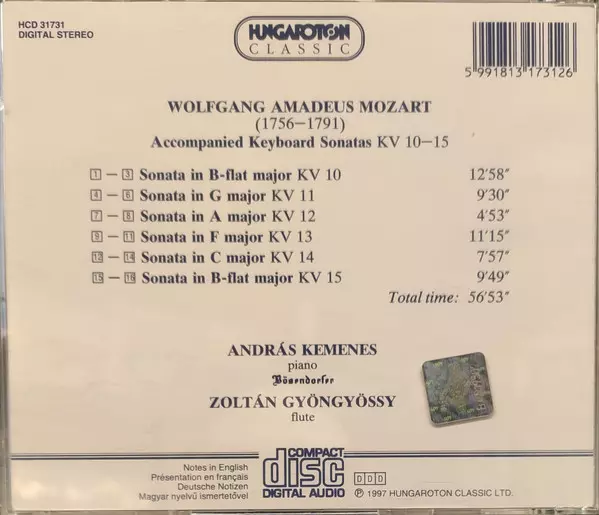 HCD 31731
DIGITAL STEREO
HUNGAROTON
CLASSIC
5 991813 173126
WOLFGANG AMADEUS MOZART
(1756–1791)
Accompanied Keyboard Sonatas KV 10–15
1 – 3 Sonata in B-flat major KV 10 12'58"
4 – 6 Sonata in G major KV 11 9'30"
7 – 8 Sonata in A major KV 12 4'53"
9 – 11 Sonata in F major KV 13 11'15"
12 – 14 Sonata in C major KV 14 7'57"
15 – 16 Sonata in B-flat major KV 15 9'49"
Total time: 56'53"
ANDRÁS KEMENES
piano
Bösendorfer
ZOLTÁN GYÖNGYÖSSY
flute
Notes in English
Présentation en français
Deutsche Notizen
Magyar nyelvű ismertetővel
COMPACT
disc
DIGITAL AUDIO
DDD
℗ 1997 HUNGAROTON CLASSIC LTD.